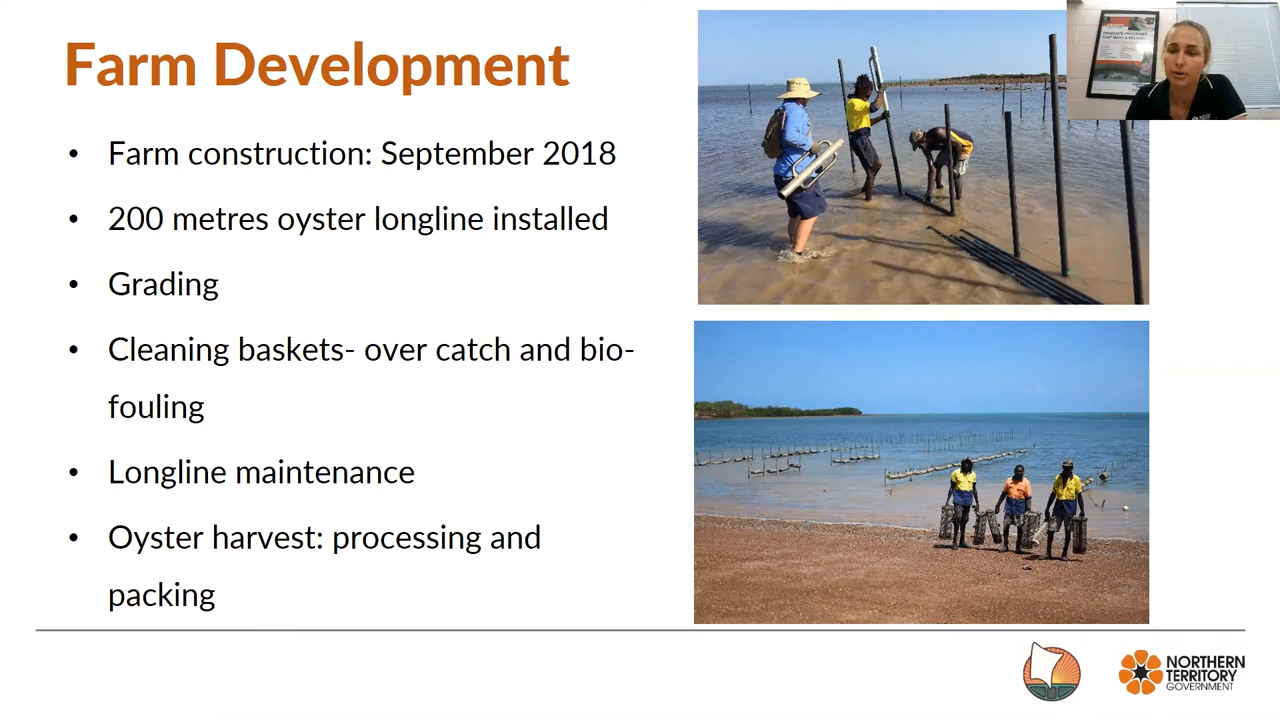 Farm Development
• Farm construction: September 2018
• 200 metres oyster longline installed
• Grading
• Cleaning baskets- over catch and bio-
fouling
• Longline maintenance
• Oyster harvest: processing and
packing
NORTHERN
TERRITORY
GOVERNMENT